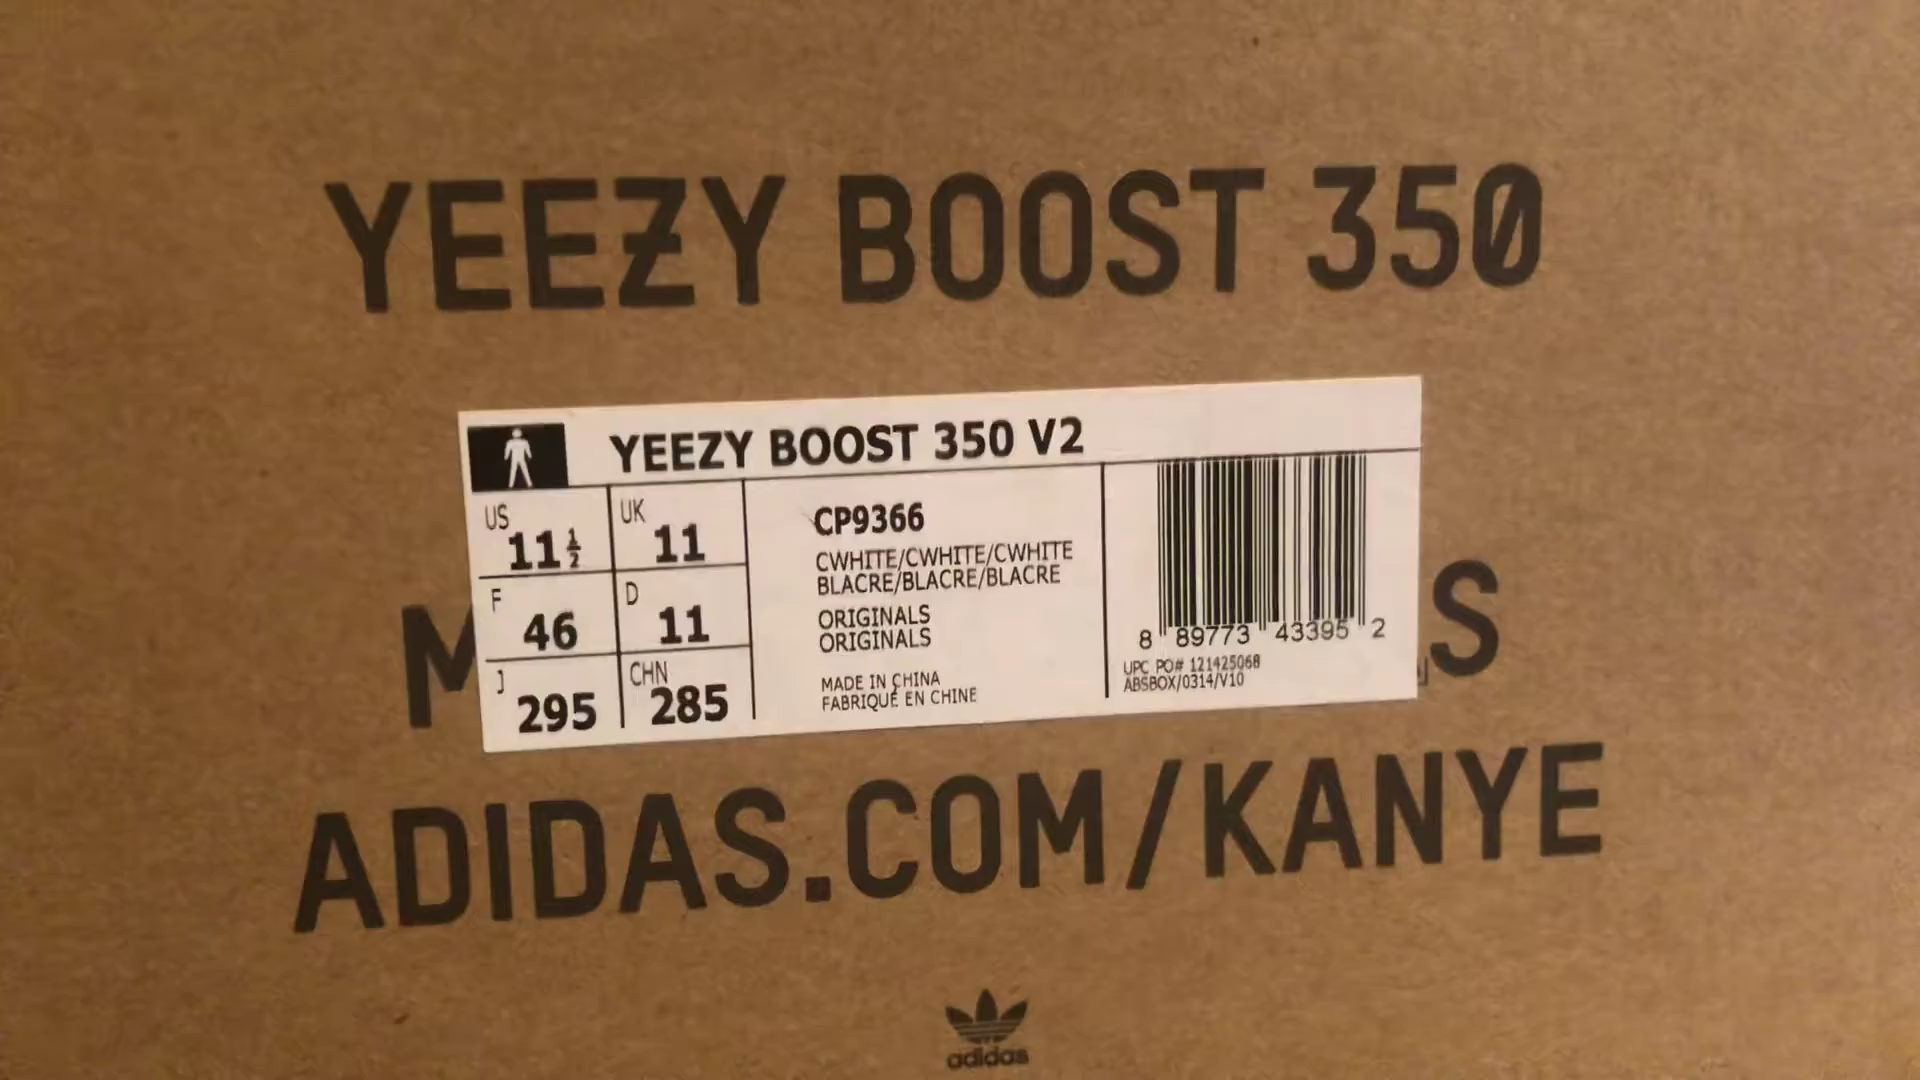 YEEZY BOOST 350
YEEZY BOOST 350 V2
US 11½ UK 11
F 46 D 11
J 295 CHN 285
CP9366
CWHITE/CWHITE/CWHITE
BLACRE/BLACRE/BLACRE
ORIGINALS
ORIGINALS
MADE IN CHINA
FABRIQUÉ EN CHINE
8 89773 43395 2
UPC PO# 121425068
ABSBOX/0314/V10
M S
ADIDAS.COM/KANYE
adidas